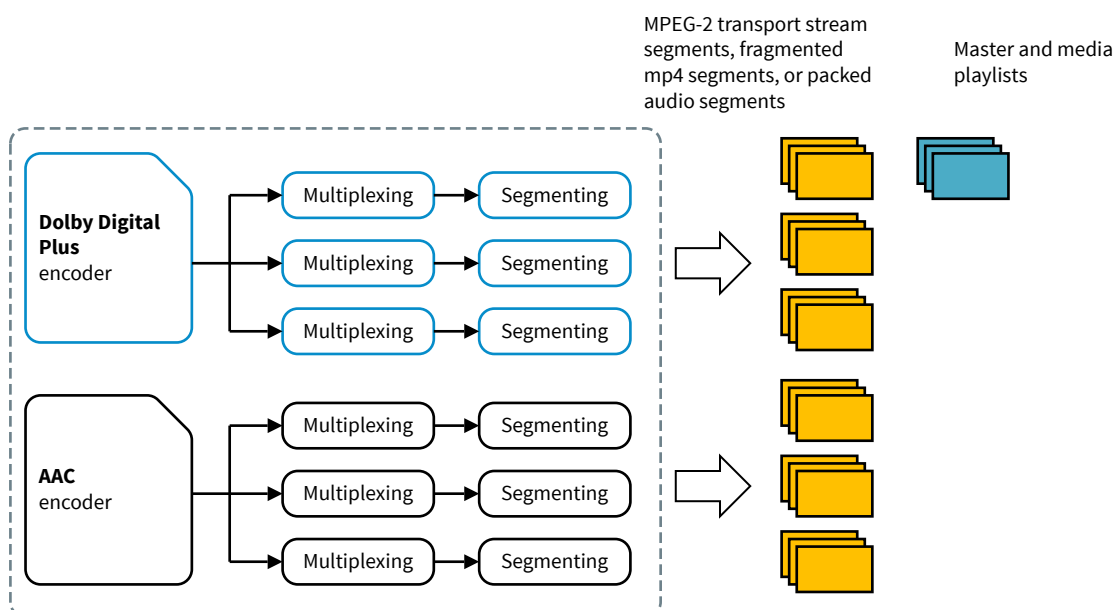 MPEG-2 transport stream
segments, fragmented
mp4 segments, or packed
audio segments
Master and media
playlists
Dolby Digital
Plus
encoder
Multiplexing
Segmenting
Multiplexing
Segmenting
Multiplexing
Segmenting
AAC
encoder
Multiplexing
Segmenting
Multiplexing
Segmenting
Multiplexing
Segmenting